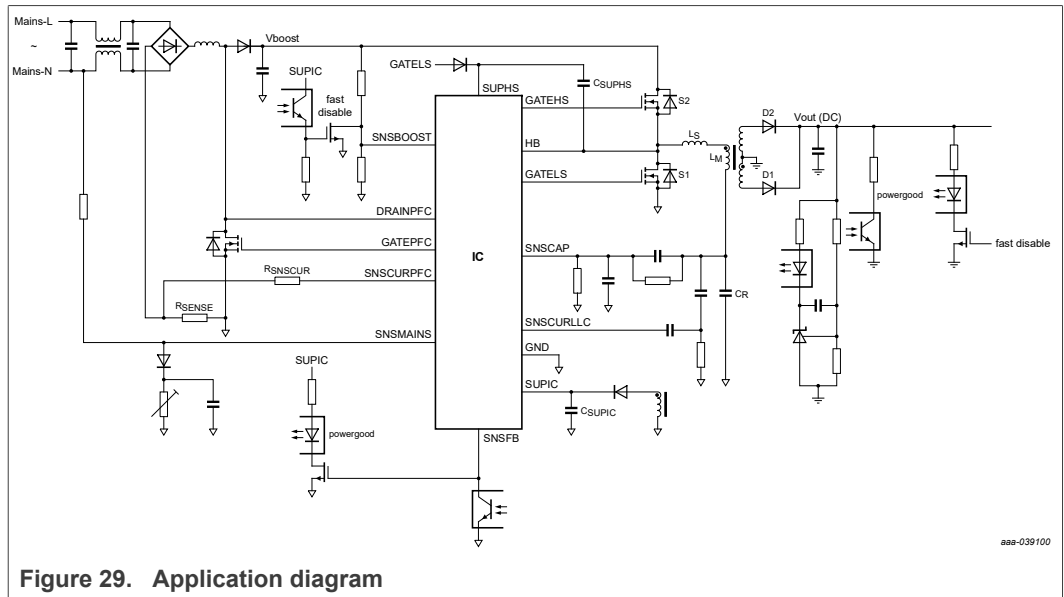 Mains-L
~
Mains-N
Vboost
SUPIC
fast
disable
GATELS
SUPHS
CSUPHS
GATEHS
S2
SNSBOOST
HB
LS
LM
D2
Vout (DC)
GATELS
S1
D1
powergood
powergood
fast disable
DRAINPFC
GATEPFC
IC
SNSCAP
RSNSCUR
SNSCURPFC
CR
RSENSE
SNSMAINS
SNSCURLLC
GND
SUPIC
SUPIC
CSUPIC
powergood
SNSFB
aaa-039100
Figure 29. Application diagram